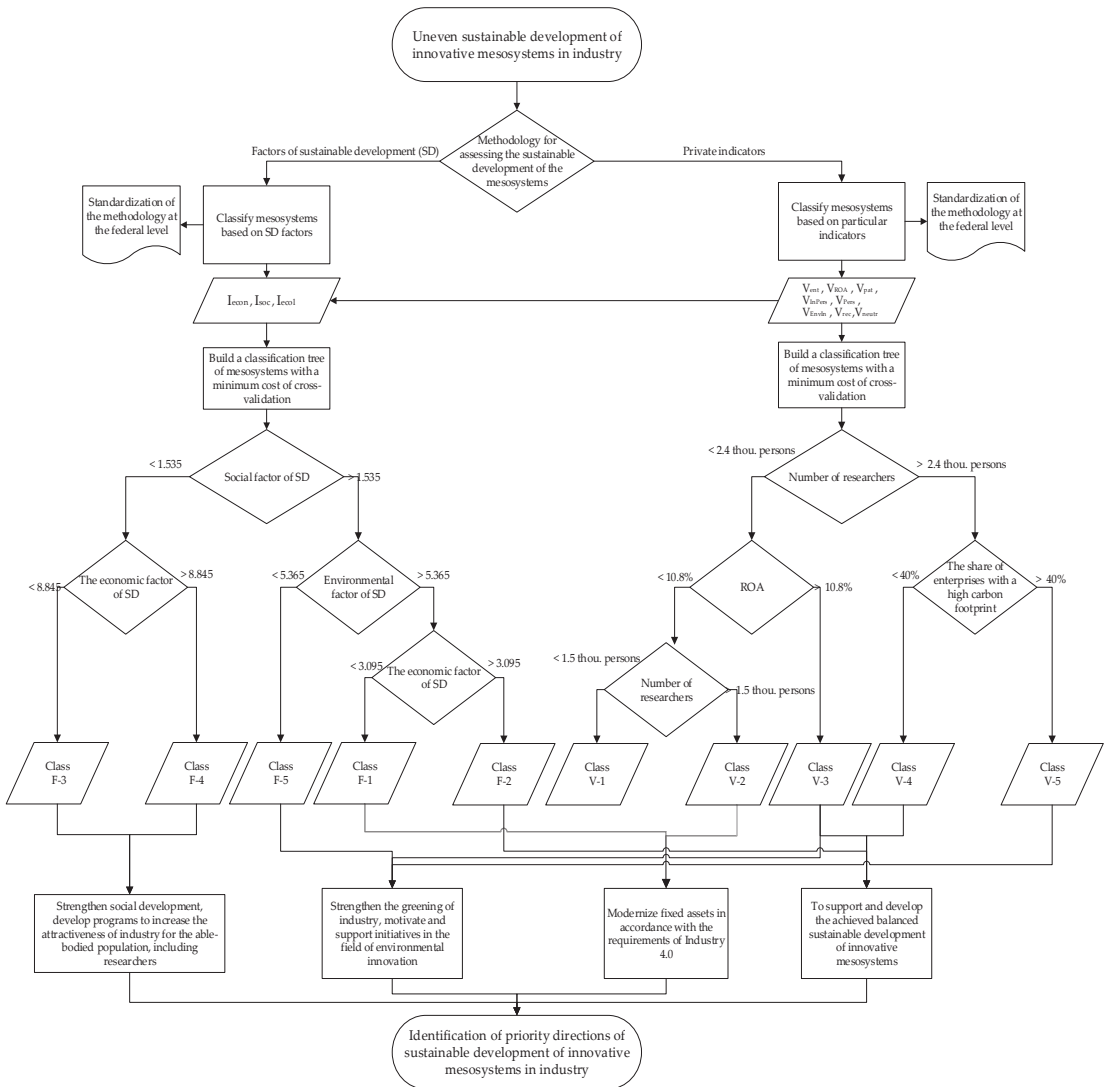 Uneven sustainable development of
innovative mesosystems in industry
Methodology for
assessing the sustainable
development of the
mesosystems
Factors of sustainable development (SD)
Private indicators
Standardization of
the methodology at
the federal level
Classify mesosystems
based on SD factors
Classify mesosystems
based on particular
indicators
Standardization of
the methodology at
the federal level
Iecon , Isoc , Iecol
Vent , VROA , Vpat ,
VInPers , VPers ,
VEnvIn , Vrec,Vneutr
Build a classification tree
of mesosystems with a
minimum cost of cross-
validation
Build a classification tree
of mesosystems with a
minimum cost of cross-
validation
< 1.535
Social factor of SD
> 1.535
< 2.4 thou. persons
Number of researchers
> 2.4 thou. persons
< 8.845
The economic factor
of SD
> 8.845
< 5.365
Environmental
factor of SD
> 5.365
< 10.8%
ROA
> 10.8%
< 40%
The share of
enterprises with a
high carbon
footprint
> 40%
< 3.095
The economic factor
of SD
> 3.095
< 1.5 thou. persons
Number of
researchers
> 1.5 thou. persons
Class
F-3
Class
F-4
Class
F-5
Class
F-1
Class
F-2
Class
V-1
Class
V-2
Class
V-3
Class
V-4
Class
V-5
Strengthen social development,
develop programs to increase the
attractiveness of industry for the able-
bodied population, including
researchers
Strengthen the greening of
industry, motivate and
support initiatives in the
field of environmental
innovation
Modernize fixed assets in
accordance with the
requirements of Industry
4.0
To support and develop
the achieved balanced
sustainable development
of innovative
mesosystems
Identification of priority directions of
sustainable development of innovative
mesosystems in industry